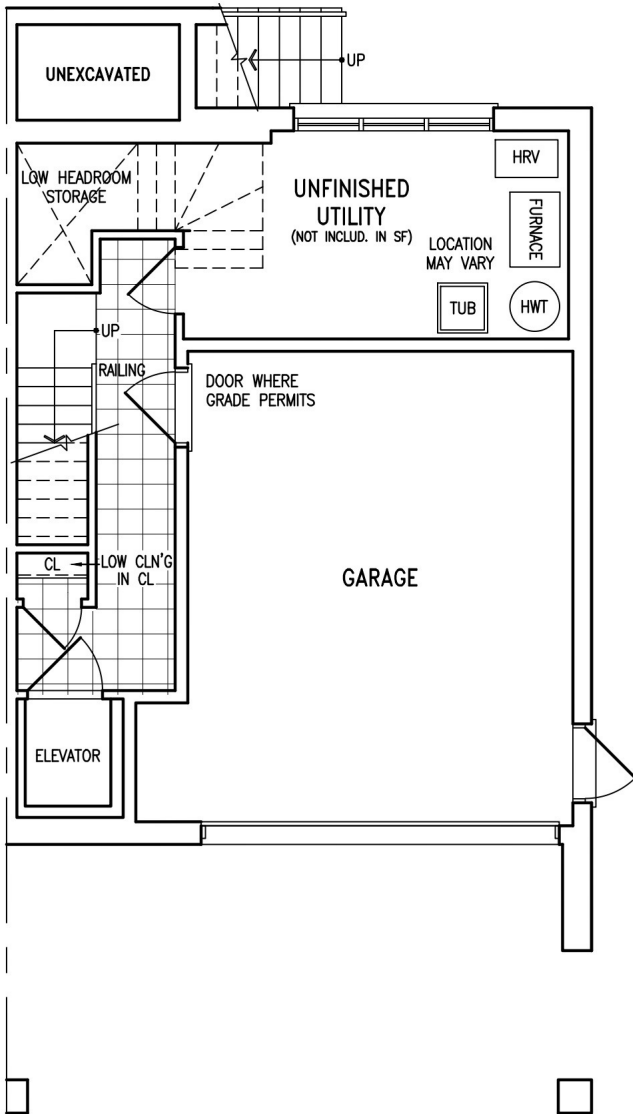 UP
UNEXCAVATED
HRV
LOW HEADROOM
STORAGE
UNFINISHED
UTILITY
(NOT INCLUD. IN SF)
FURNACE
LOCATION
MAY VARY
TUB
HWT
UP
RAILING
DOOR WHERE
GRADE PERMITS
CL
LOW CLN'G
IN CL
GARAGE
ELEVATOR